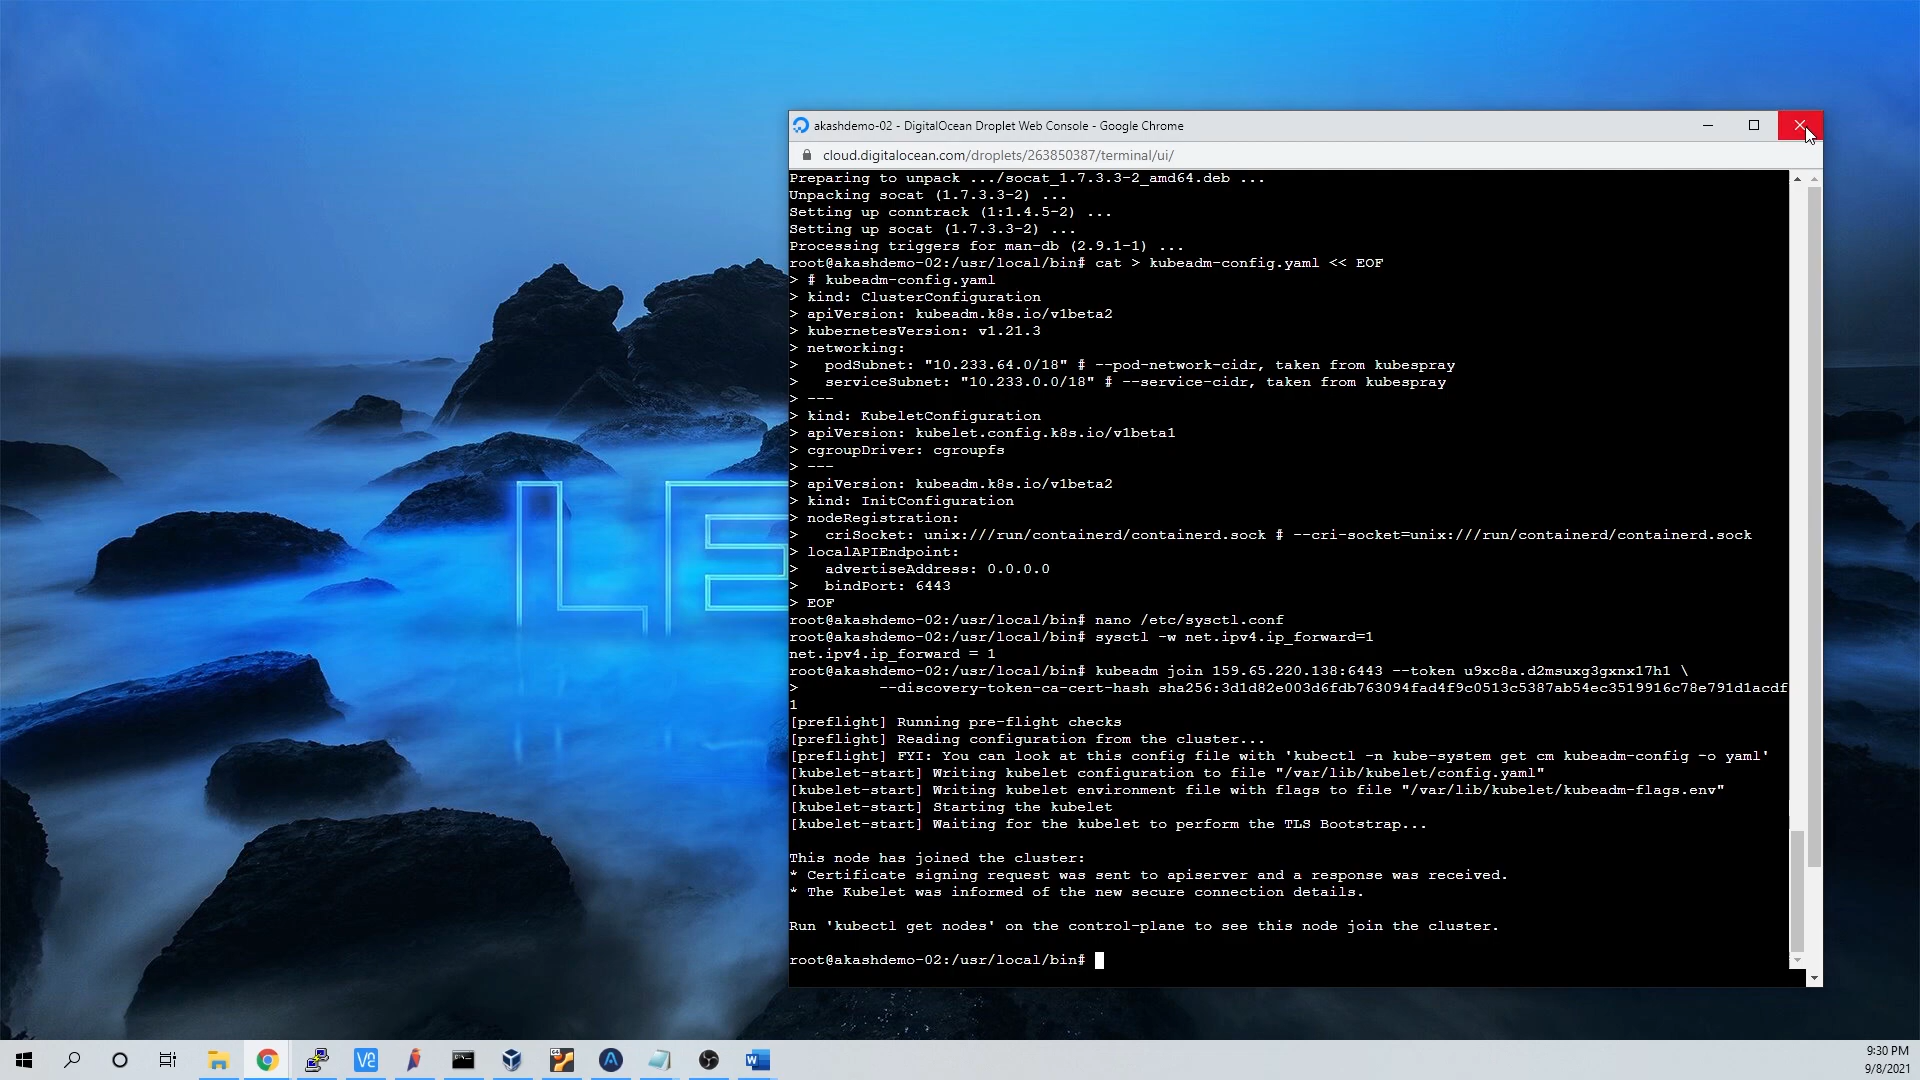 akashdemo-02 - DigitalOcean Droplet Web Console - Google Chrome
cloud.digitalocean.com/droplets/263850387/terminal/ui/
Preparing to unpack .../socat_1.7.3.3-2_amd64.deb ...
Unpacking socat (1.7.3.3-2) ...
Setting up conntrack (1:1.4.5-2) ...
Setting up socat (1.7.3.3-2) ...
Processing triggers for man-db (2.9.1-1) ...
root@akashdemo-02:/usr/local/bin# cat > kubeadm-config.yaml << EOF
> # kubeadm-config.yaml
> kind: ClusterConfiguration
> apiVersion: kubeadm.k8s.io/v1beta2
> kubernetesVersion: v1.21.3
> networking:
>   podSubnet: "10.233.64.0/18" # --pod-network-cidr, taken from kubespray
>   serviceSubnet: "10.233.0.0/18" # --service-cidr, taken from kubespray
> ---
> kind: KubeletConfiguration
> apiVersion: kubelet.config.k8s.io/v1beta1
> cgroupDriver: cgroupfs
> ---
> apiVersion: kubeadm.k8s.io/v1beta2
> kind: InitConfiguration
> nodeRegistration:
>   criSocket: unix:///run/containerd/containerd.sock # --cri-socket=unix:///run/containerd/containerd.sock
> localAPIEndpoint:
>   advertiseAddress: 0.0.0.0
>   bindPort: 6443
> EOF
root@akashdemo-02:/usr/local/bin# nano /etc/sysctl.conf
root@akashdemo-02:/usr/local/bin# sysctl -w net.ipv4.ip_forward=1
net.ipv4.ip_forward = 1
root@akashdemo-02:/usr/local/bin# kubeadm join 159.65.220.138:6443 --token u9xc8a.d2msuxg3gxnx17h1 \
>         --discovery-token-ca-cert-hash sha256:3d1d82e003d6fdb763094fad4f9c0513c5387ab54ec3519916c78e791d1acdf
1
[preflight] Running pre-flight checks
[preflight] Reading configuration from the cluster...
[preflight] FYI: You can look at this config file with 'kubectl -n kube-system get cm kubeadm-config -o yaml'
[kubelet-start] Writing kubelet configuration to file "/var/lib/kubelet/config.yaml"
[kubelet-start] Writing kubelet environment file with flags to file "/var/lib/kubelet/kubeadm-flags.env"
[kubelet-start] Starting the kubelet
[kubelet-start] Waiting for the kubelet to perform the TLS Bootstrap...
This node has joined the cluster:
* Certificate signing request was sent to apiserver and a response was received.
* The Kubelet was informed of the new secure connection details.
Run 'kubectl get nodes' on the control-plane to see this node join the cluster.
root@akashdemo-02:/usr/local/bin#
LE
9:30 PM
9/8/2021